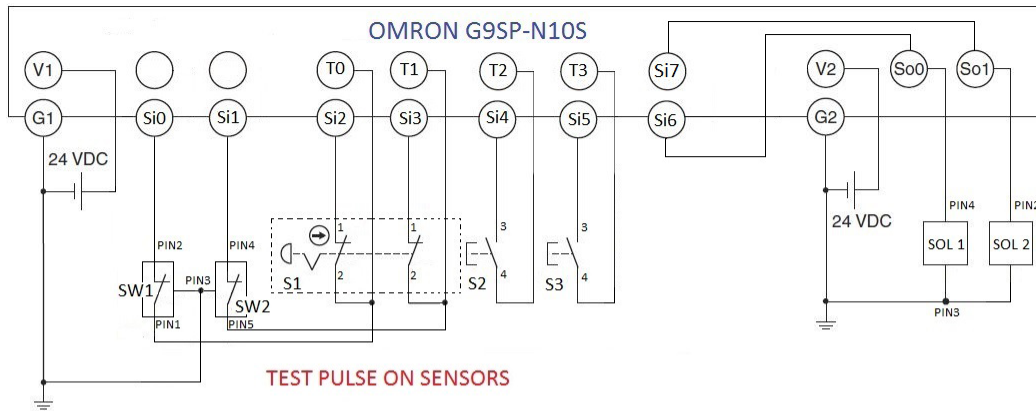 OMRON G9SP-N10S
V1 T0 T1 T2 T3 Si7 V2 So0 So1
G1 Si0 Si1 Si2 Si3 Si4 Si5 Si6 G2
24 VDC
24 VDC
PIN4 PIN2
SOL 1 SOL 2
PIN3
1 1 3 3
PIN2 PIN4
S1 2 2 S2 4 S3 4
PIN3
SW1 SW2
PIN1 PIN5
TEST PULSE ON SENSORS